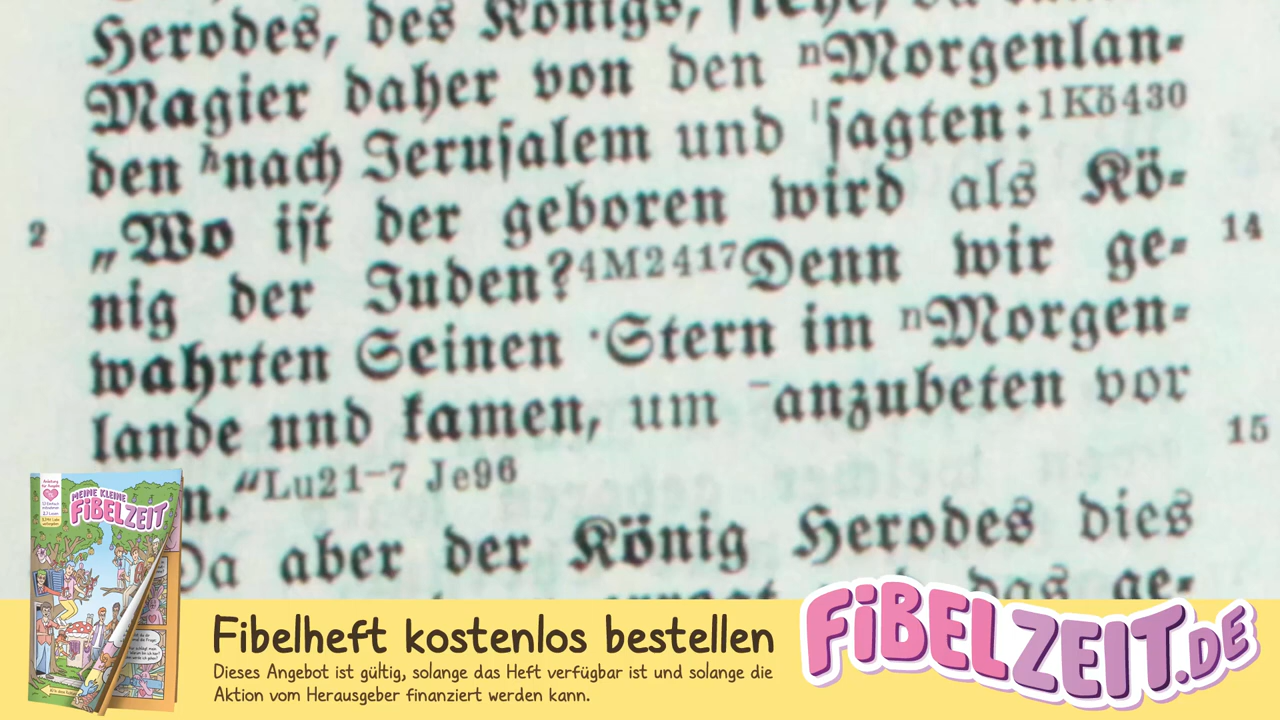 Herodes, des Königs, siehe, da
Magier daher von den ⁿMorgenlan-
den ʰnach Jerusalem und 'sagten:1Kö430
2 „Wo ist der geboren wird als Kö-
14
nig der Juden?4M2417Denn wir ge-
wahrten Seinen ·Stern im ⁿMorgen-
lande und kamen, um ‾anzubeten vor
15
n.“Lu21–7 Je96
Da aber der König Herodes dies
das ge-
MEINE KLEINE
FiBELZEIT
Fibelheft kostenlos bestellen
Dieses Angebot ist gültig, solange das Heft verfügbar ist und solange die
Aktion vom Herausgeber finanziert werden kann.
FiBELZEIT.DE